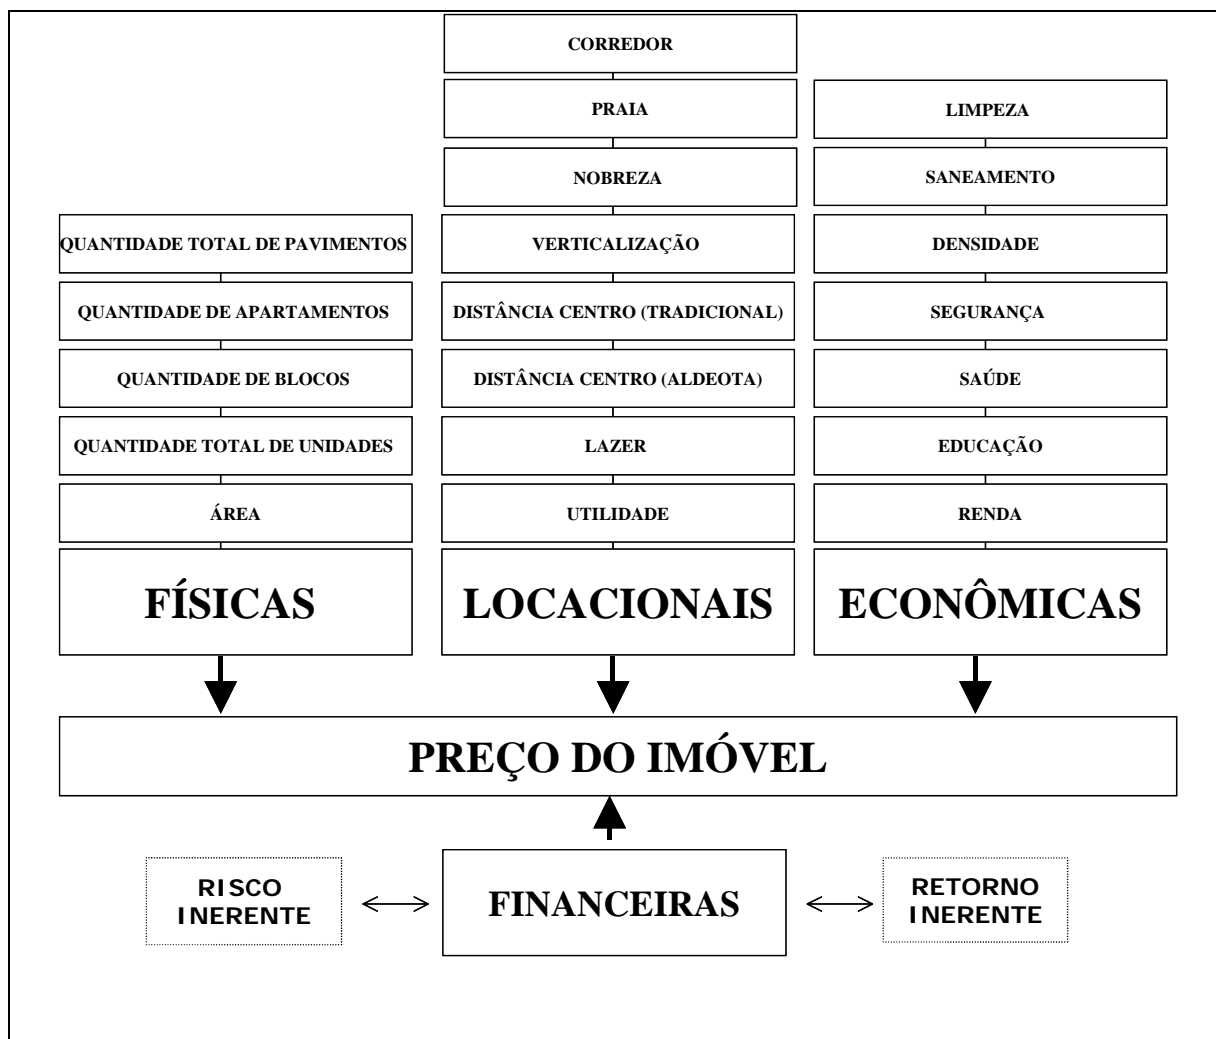 CORREDOR
PRAIA
LIMPEZA
NOBREZA
SANEAMENTO
QUANTIDADE TOTAL DE PAVIMENTOS
VERTICALIZAÇÃO
DENSIDADE
QUANTIDADE DE APARTAMENTOS
DISTÂNCIA CENTRO (TRADICIONAL)
SEGURANÇA
QUANTIDADE DE BLOCOS
DISTÂNCIA CENTRO (ALDEOTA)
SAÚDE
QUANTIDADE TOTAL DE UNIDADES
LAZER
EDUCAÇÃO
ÁREA
UTILIDADE
RENDA
FÍSICAS
LOCACIONAIS
ECONÔMICAS
PREÇO DO IMÓVEL
RISCO
INERENTE
FINANCEIRAS
RETORNO
INERENTE